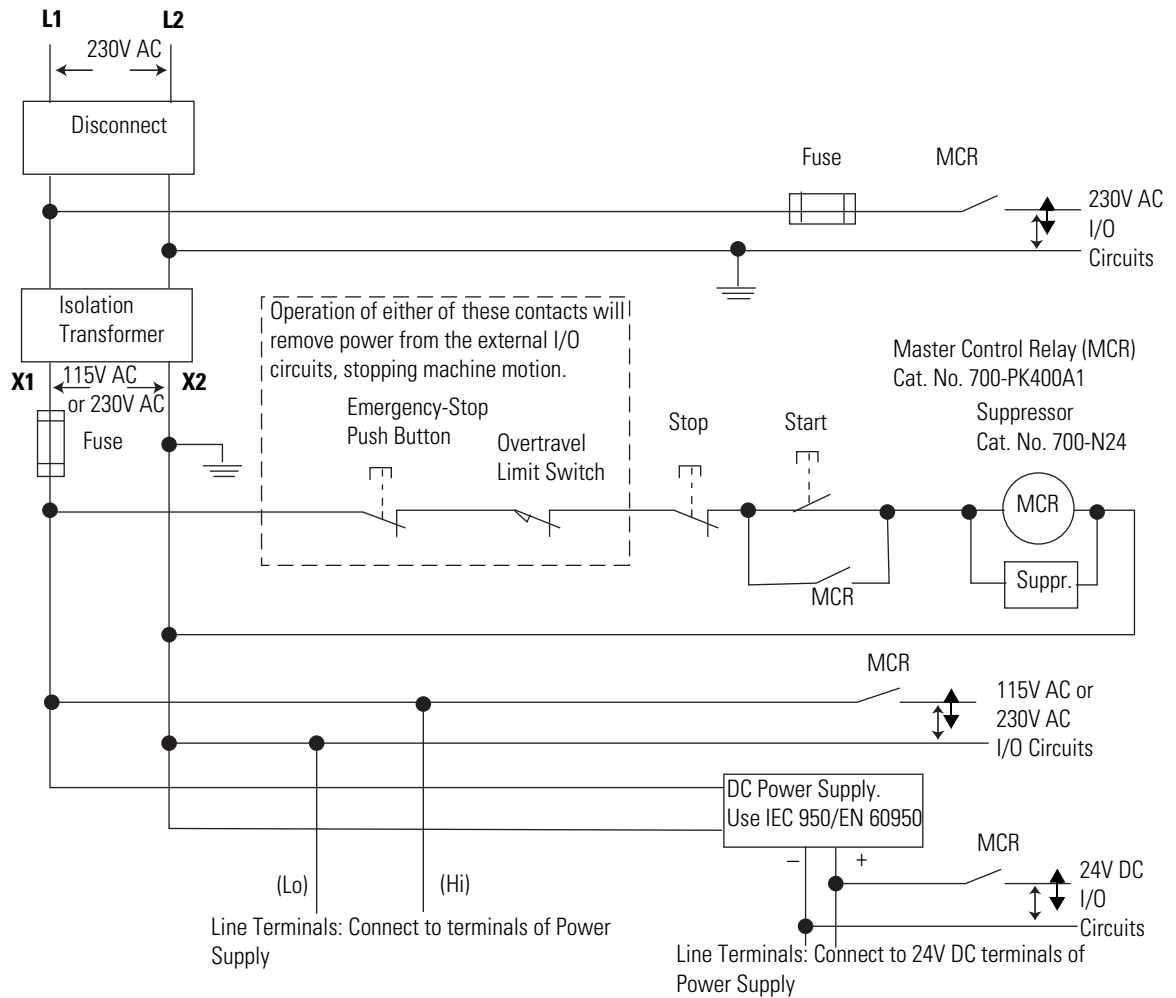 L1
L2
230V AC
Disconnect
Fuse
MCR
230V AC
I/O
Circuits
Isolation
Transformer
Operation of either of these contacts will
remove power from the external I/O
circuits, stopping machine motion.
Master Control Relay (MCR)
Cat. No. 700-PK400A1
X1
115V AC
or 230V AC
X2
Fuse
Emergency-Stop
Push Button
Overtravel
Limit Switch
Stop
Start
Suppressor
Cat. No. 700-N24
MCR
Suppr.
MCR
MCR
115V AC or
230V AC
I/O Circuits
DC Power Supply.
Use IEC 950/EN 60950
–
+
MCR
24V DC
I/O
Circuits
(Lo)
(Hi)
Line Terminals: Connect to terminals of Power
Supply
Line Terminals: Connect to 24V DC terminals of
Power Supply